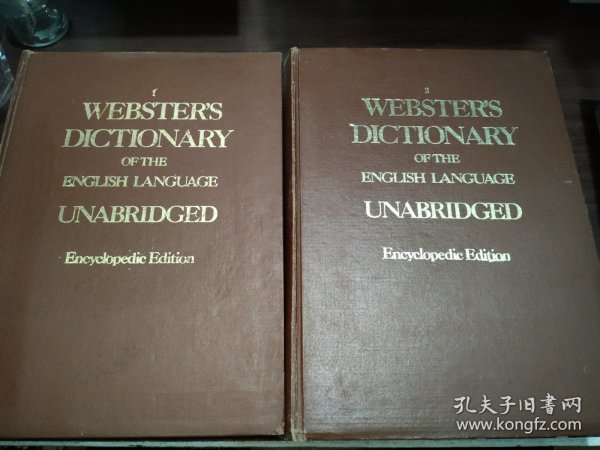 1
WEBSTER'S
DICTIONARY
OF THE
ENGLISH LANGUAGE
UNABRIDGED
Encyclopedic Edition
2
WEBSTER'S
DICTIONARY
OF THE
ENGLISH LANGUAGE
UNABRIDGED
Encyclopedic Edition
孔夫子旧书网
www.kongfz.com